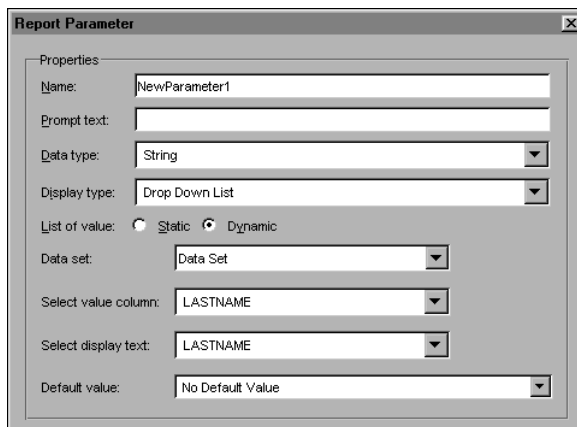 Report Parameter
Properties
Name: NewParameter1
Prompt text:
Data type: String
Display type: Drop Down List
List of value: Static Dynamic
Data set: Data Set
Select value column: LASTNAME
Select display text: LASTNAME
Default value: No Default Value